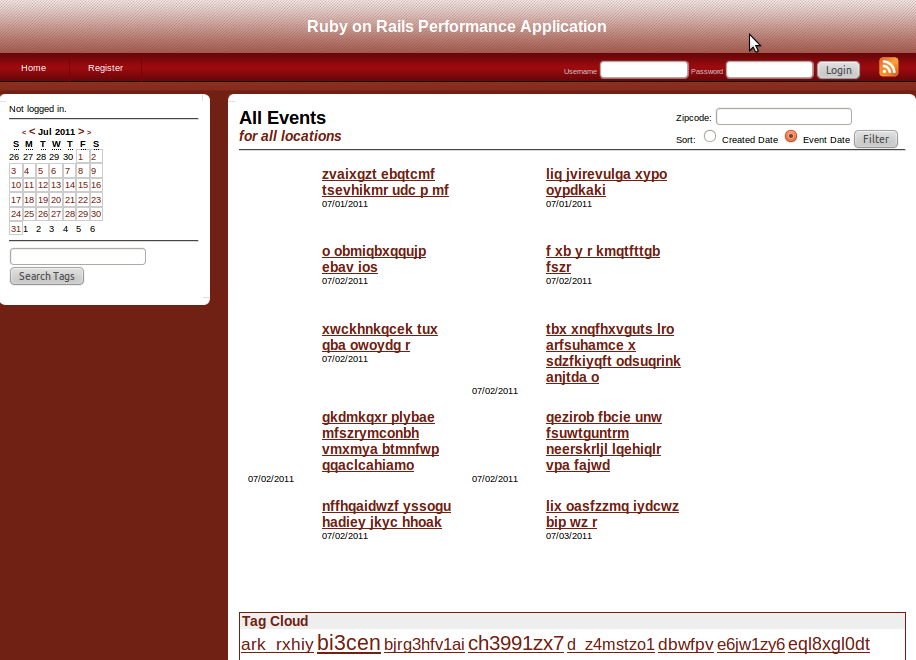 Ruby on Rails Performance Application
Home Register Username Password Login
Not logged in.
< < Jul 2011 > >
S M T W T F S
26 27 28 29 30 1 2
3 4 5 6 7 8 9
10 11 12 13 14 15 16
17 18 19 20 21 22 23
24 25 26 27 28 29 30
31 1 2 3 4 5 6
Search Tags
All Events
for all locations
Zipcode:
Sort: Created Date Event Date Filter
zvaixgzt ebqtcmf
tsevhikmr udc p mf
07/01/2011
liq jvirevulga xypo
oypdkaki
07/01/2011
o obmiqbxqqujp
ebav ios
07/02/2011
f xb y r kmqtfttgb
fszr
07/02/2011
xwckhnkqcek tux
qba owoydg r
07/02/2011
tbx xnqfhxvguts lro
arfsuhamce x
sdzfkiyqft odsuqrink
anjtda o
07/02/2011
gkdmkqxr plybae
mfszrymconbh
vmxmya btmnfwp
qqaclcahiamo
07/02/2011
qezirob fbcie unw
fsuwtguntrm
neerskrljl lqehiqlr
vpa fajwd
07/02/2011
nffhqaidwzf yssogu
hadiey jkyc hhoak
07/02/2011
lix oasfzzmq iydcwz
bip wz r
07/03/2011
Tag Cloud
ark_rxhiy bi3cen bjrg3hfv1ai ch3991zx7 d_z4mstzo1 dbwfpv e6jw1zy6 eql8xgl0dt